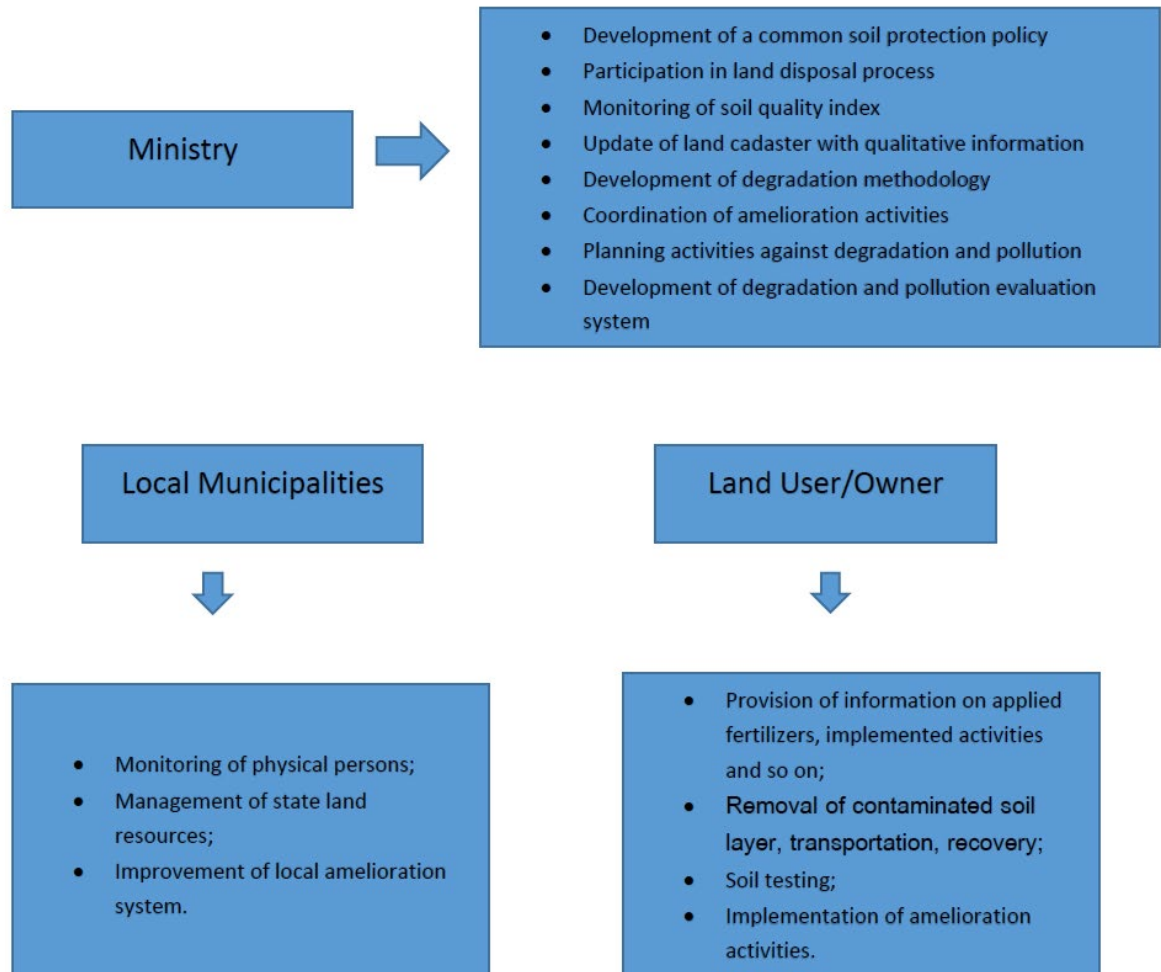 Ministry
• Development of a common soil protection policy
• Participation in land disposal process
• Monitoring of soil quality index
• Update of land cadaster with qualitative information
• Development of degradation methodology
• Coordination of amelioration activities
• Planning activities against degradation and pollution
• Development of degradation and pollution evaluation
system
Local Municipalities
• Monitoring of physical persons;
• Management of state land
resources;
• Improvement of local amelioration
system.
Land User/Owner
• Provision of information on applied
fertilizers, implemented activities
and so on;
• Removal of contaminated soil
layer, transportation, recovery;
• Soil testing;
• Implementation of amelioration
activities.